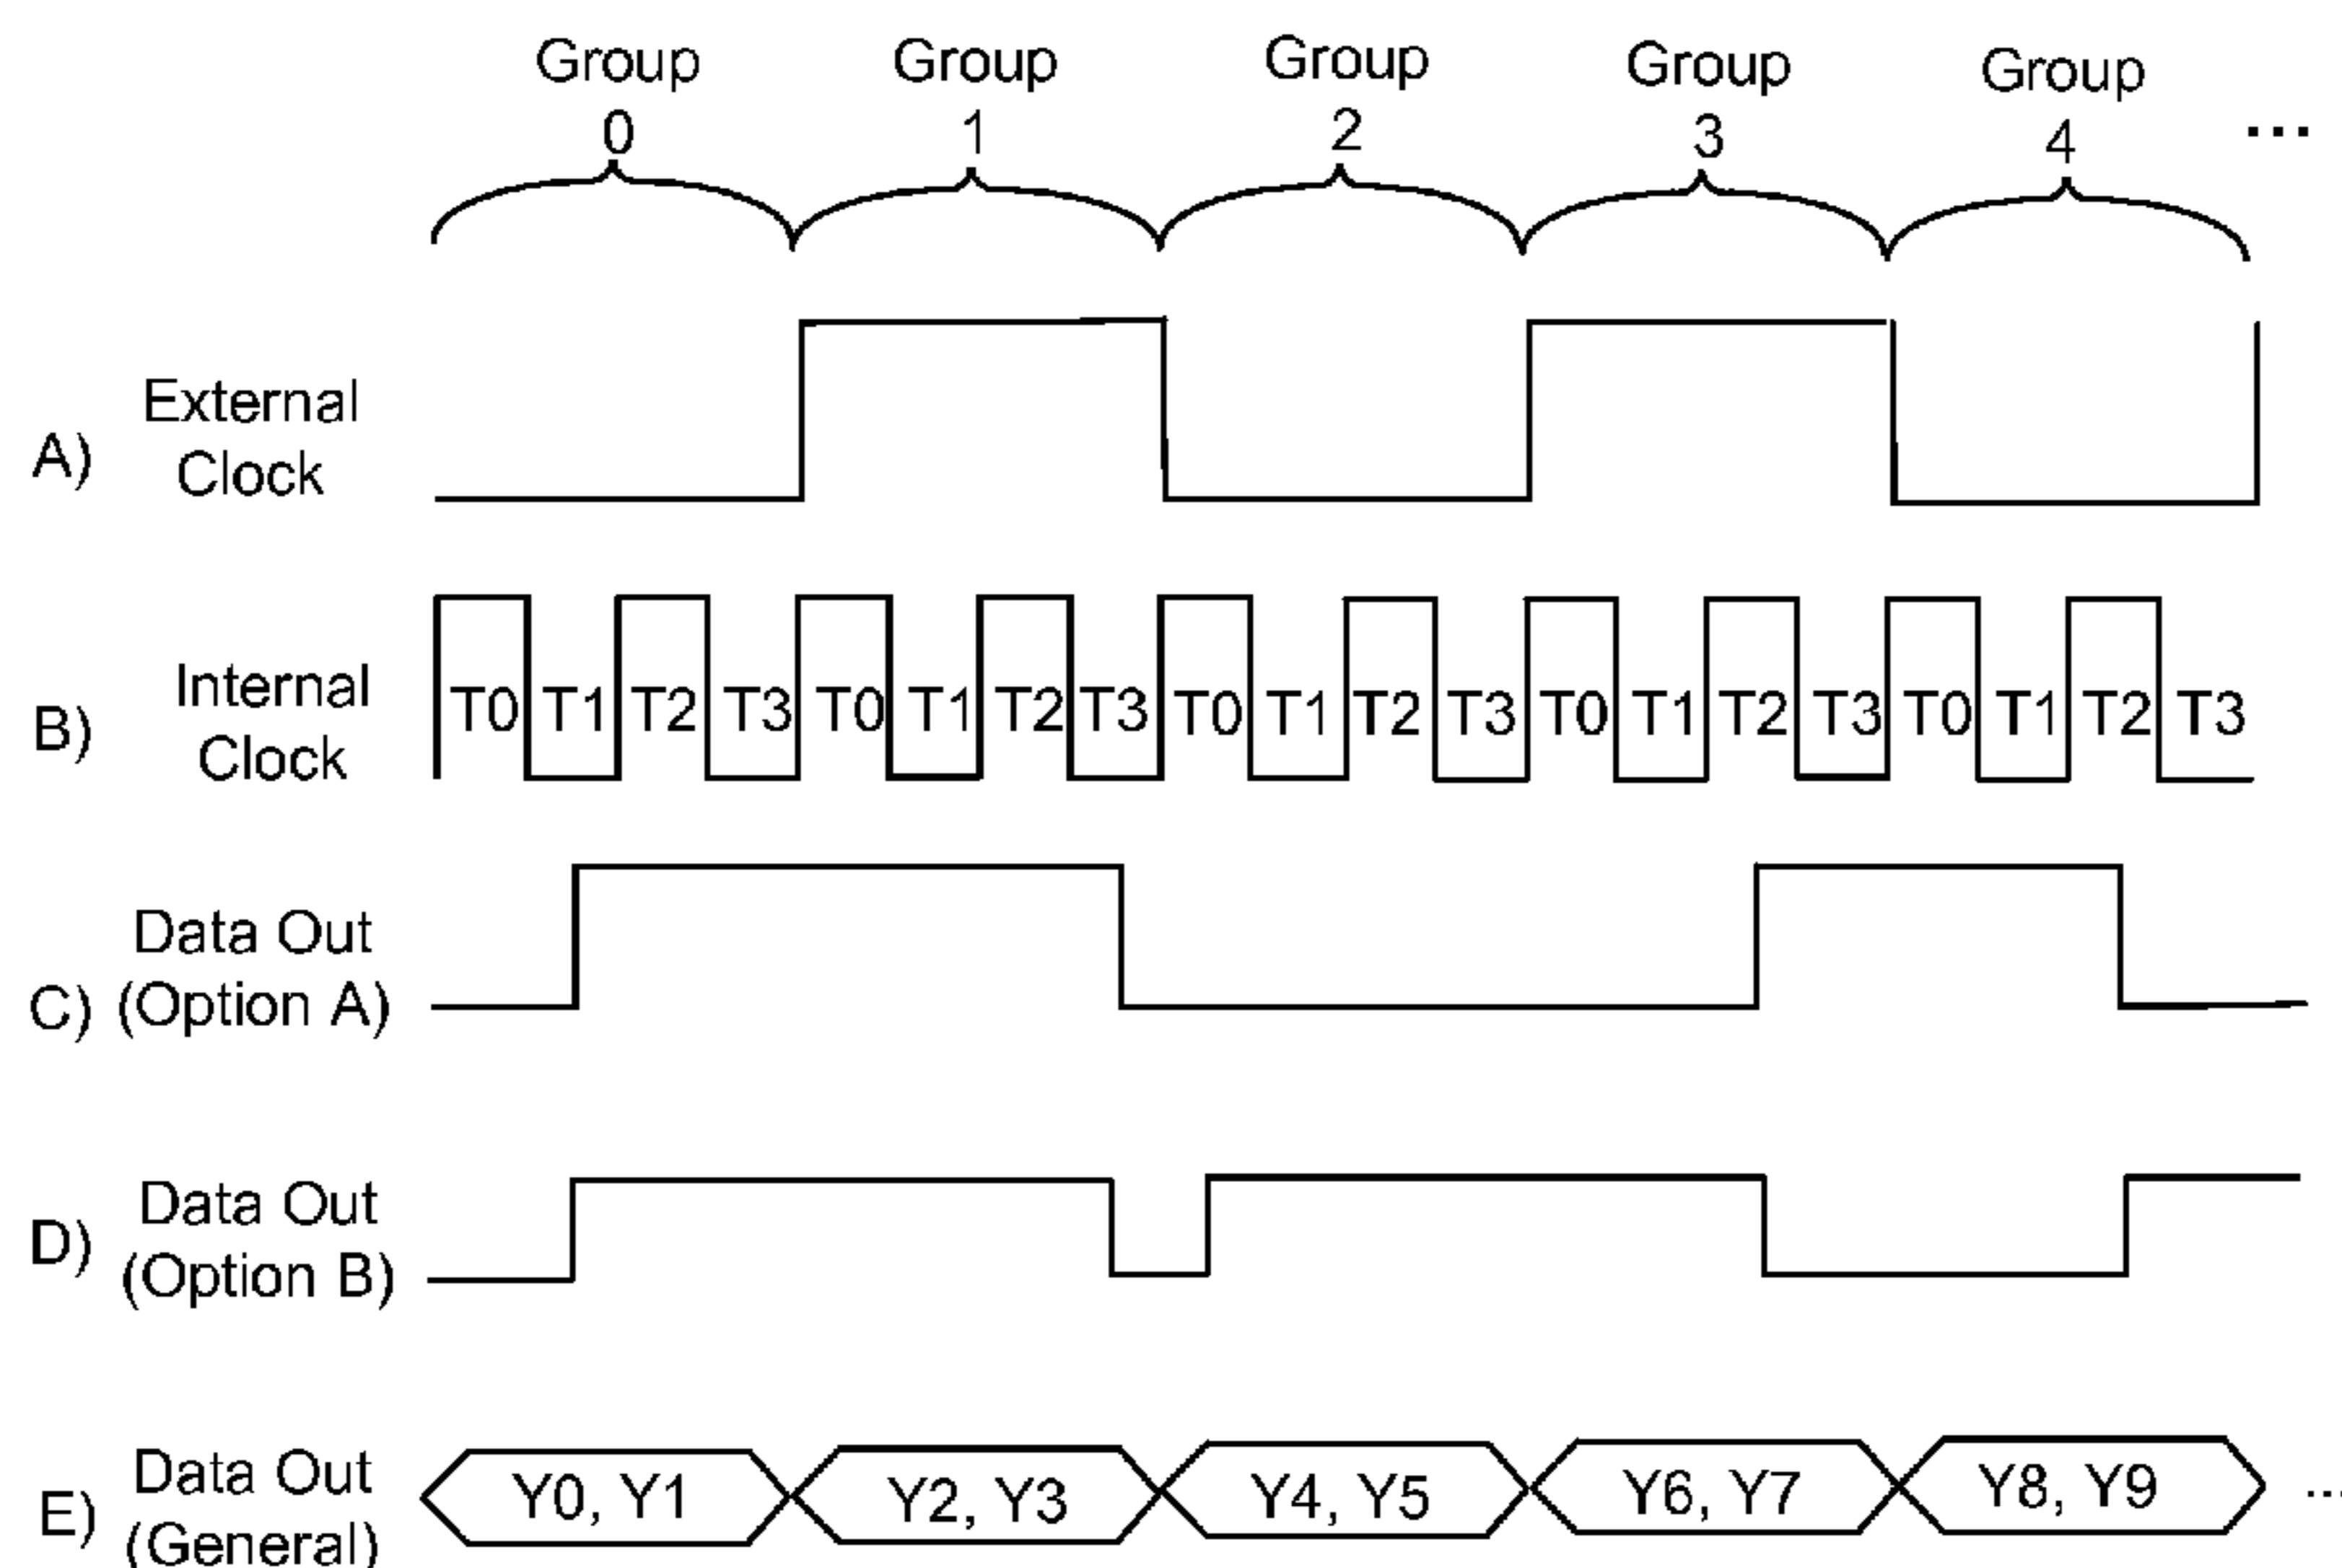 Group Group Group Group Group
0 1 2 3 4 ...
External
A) Clock
Internal
T0 T1 T2 T3 T0 T1 T2 T3 T0 T1 T2 T3 T0 T1 T2 T3 T0 T1 T2 T3
B) Clock
Data Out
C) (Option A)
Data Out
D) (Option B)
Data Out
Y0, Y1 Y2, Y3 Y4, Y5 Y6, Y7 Y8, Y9 ...
E) (General)